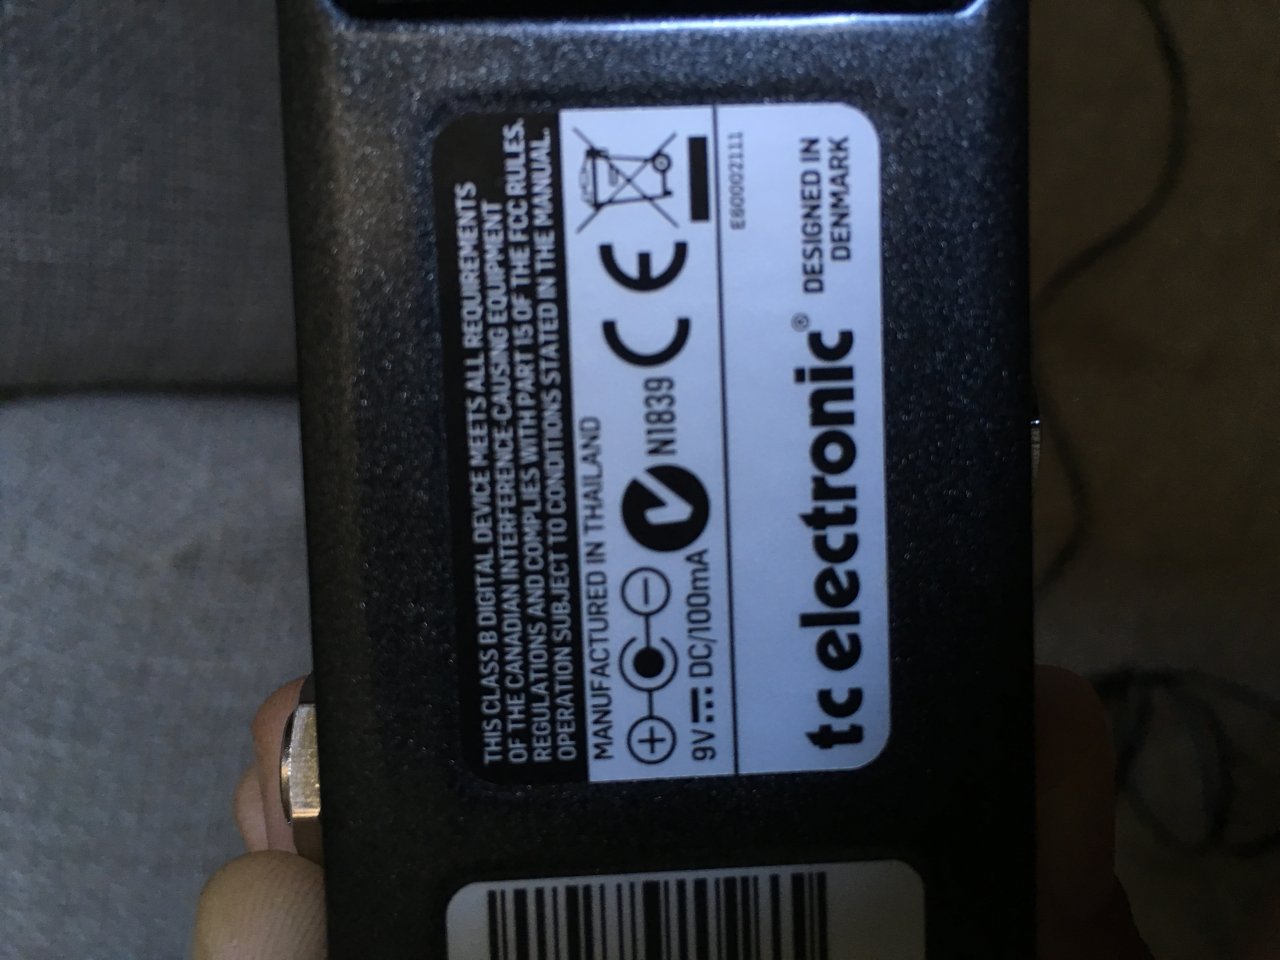 THIS CLASS B DIGITAL DEVICE MEETS ALL REQUIREMENTS
OF THE CANADIAN INTERFERENCE-CAUSING EQUIPMENT
REGULATIONS AND COMPLIES WITH PART 15 OF THE FCC RULES.
OPERATION SUBJECT TO CONDITIONS STATED IN THE MANUAL.
MANUFACTURED IN THAILAND
N1839 CE
9V DC/100mA
E60002111
tc electronic®
DESIGNED IN
DENMARK